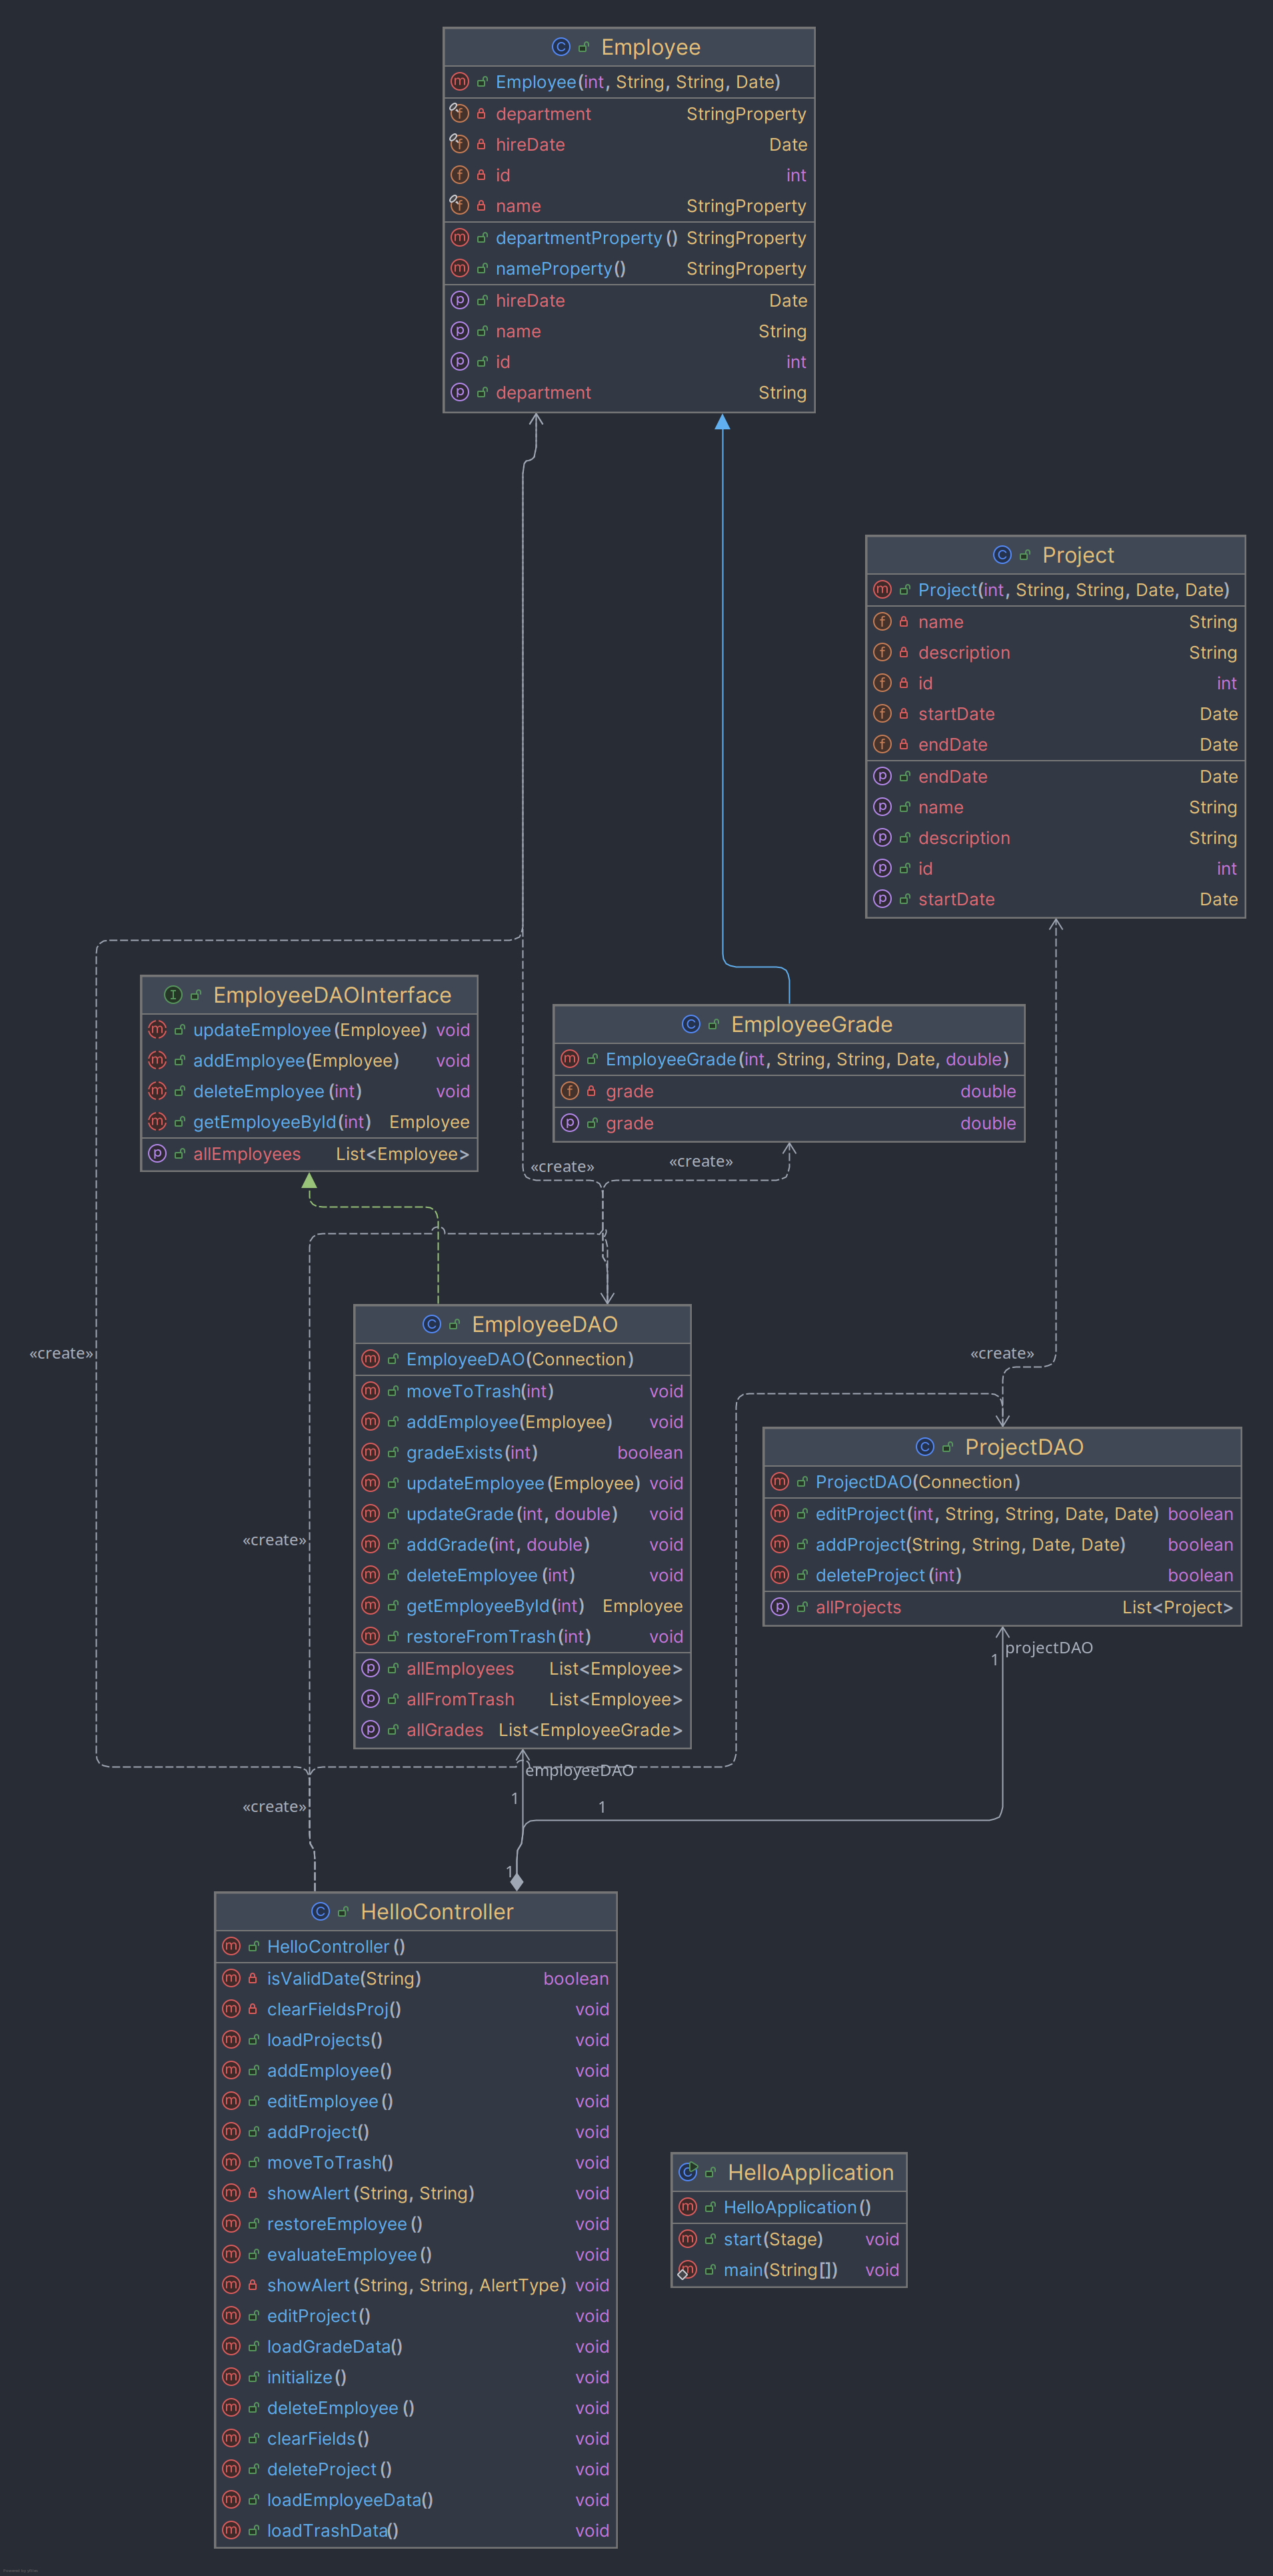 Employee
Employee(int, String, String, Date)
department StringProperty
hireDate Date
id int
name StringProperty
departmentProperty() StringProperty
nameProperty() StringProperty
hireDate Date
name String
id int
department String
Project
Project(int, String, String, Date, Date)
name String
description String
id int
startDate Date
endDate Date
endDate Date
name String
description String
id int
startDate Date
EmployeeDAOInterface
updateEmployee(Employee) void
addEmployee(Employee) void
deleteEmployee(int) void
getEmployeeById(int) Employee
allEmployees List<Employee>
EmployeeGrade
EmployeeGrade(int, String, String, Date, double)
grade double
grade double
«create»
«create»
«create»
«create»
EmployeeDAO
EmployeeDAO(Connection)
moveToTrash(int) void
addEmployee(Employee) void
gradeExists(int) boolean
updateEmployee(Employee) void
updateGrade(int, double) void
addGrade(int, double) void
deleteEmployee(int) void
getEmployeeById(int) Employee
restoreFromTrash(int) void
allEmployees List<Employee>
allFromTrash List<Employee>
allGrades List<EmployeeGrade>
ProjectDAO
ProjectDAO(Connection)
editProject(int, String, String, Date, Date) boolean
addProject(String, String, Date, Date) boolean
deleteProject(int) boolean
allProjects List<Project>
«create»
projectDAO
1
employeeDAO
1
1
«create»
1
HelloController
HelloController()
isValidDate(String) boolean
clearFieldsProj() void
loadProjects() void
addEmployee() void
editEmployee() void
addProject() void
moveToTrash() void
showAlert(String, String) void
restoreEmployee() void
evaluateEmployee() void
showAlert(String, String, AlertType) void
editProject() void
loadGradeData() void
initialize() void
deleteEmployee() void
clearFields() void
deleteProject() void
loadEmployeeData() void
loadTrashData() void
HelloApplication
HelloApplication()
start(Stage) void
main(String[]) void